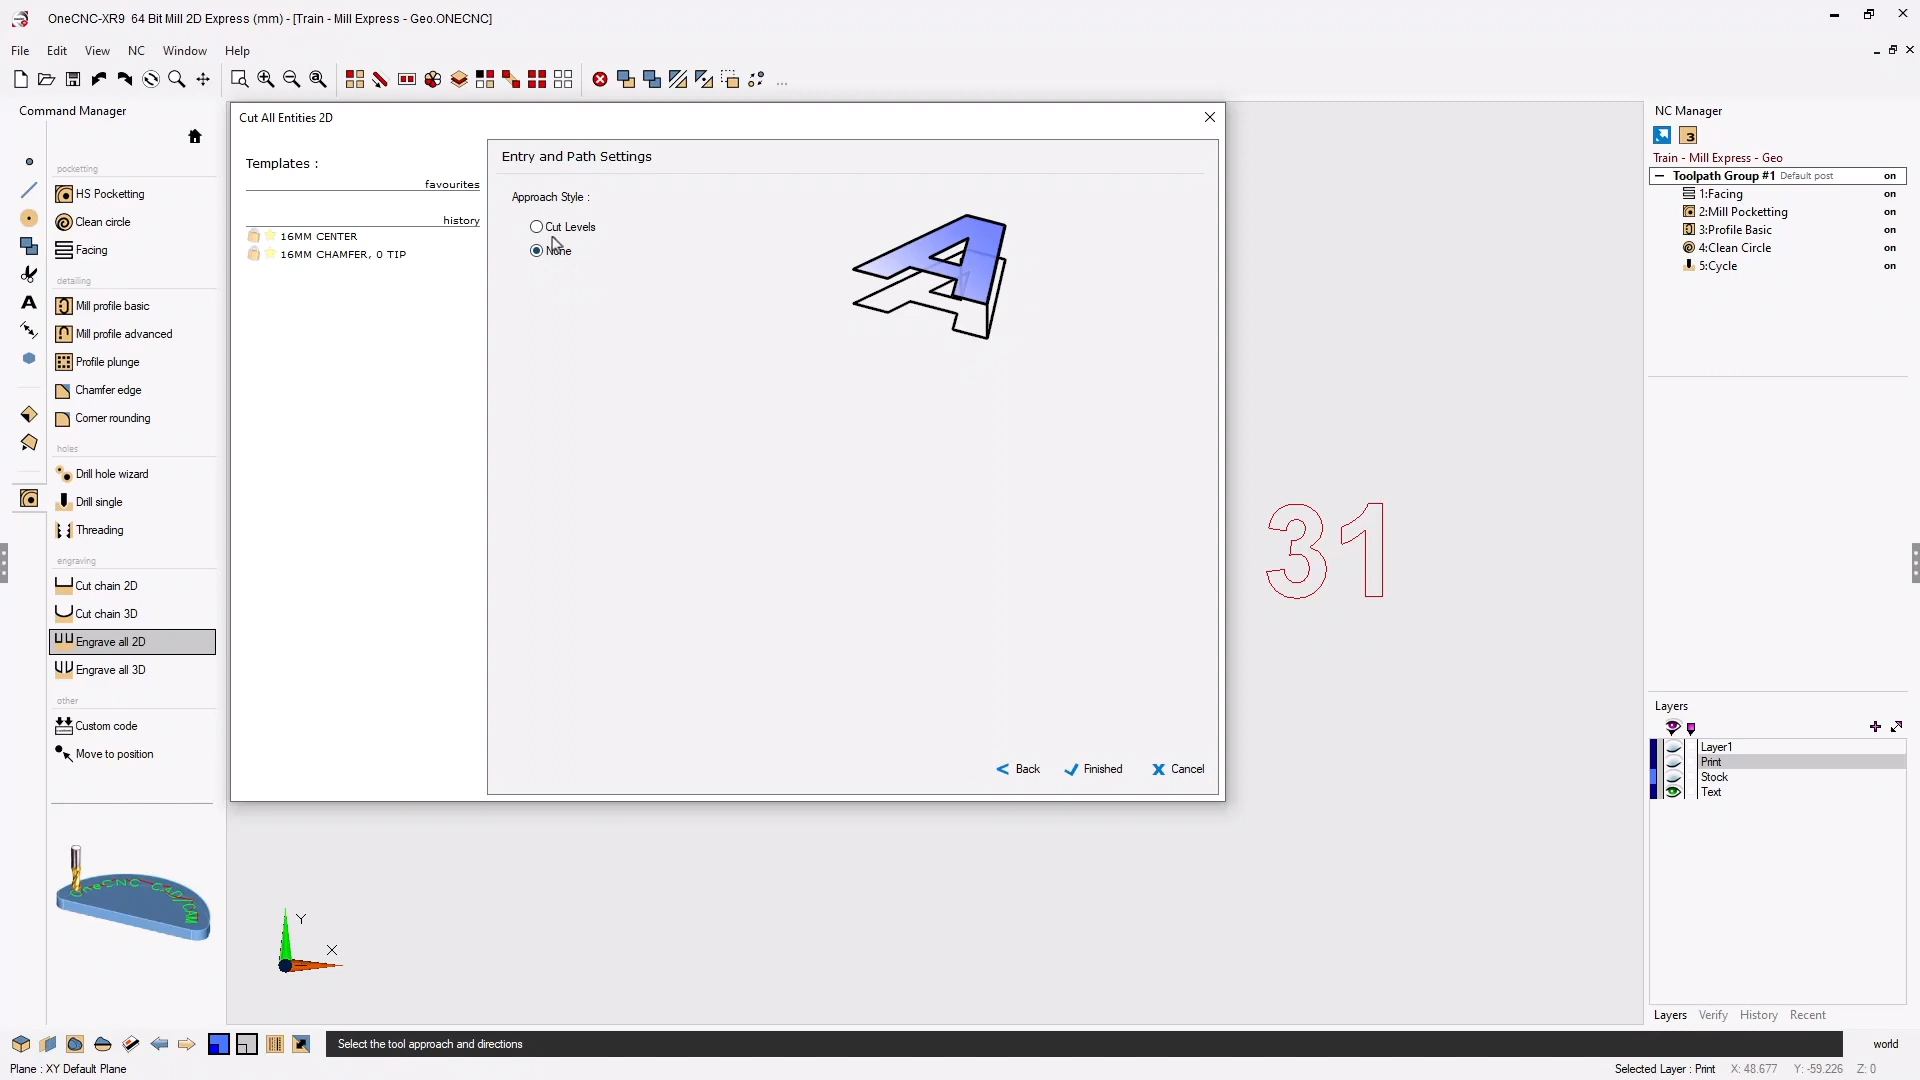 OneCNC-XR9 64 Bit Mill 2D Express (mm) - [Train - Mill Express - Geo.ONECNC]
File Edit View NC Window Help
Command Manager
pocketting
HS Pocketting
Clean circle
Facing
detailing
Mill profile basic
Mill profile advanced
Profile plunge
Chamfer edge
Corner rounding
holes
Drill hole wizard
Drill single
Threading
engraving
Cut chain 2D
Cut chain 3D
Engrave all 2D
Engrave all 3D
other
Custom code
Move to position
OneCNC CAD/CAM
Cut All Entities 2D
Templates :
favourites
history
16MM CENTER
16MM CHAMFER, 0 TIP
Entry and Path Settings
Approach Style :
Cut Levels
None
A
Back Finished Cancel
31
Y
X
NC Manager
3
Train - Mill Express - Geo
Toolpath Group #1 Default post on
1:Facing on
2:Mill Pocketting on
3:Profile Basic on
4:Clean Circle on
5:Cycle on
Layers
Layer1
Print
Stock
Text
Layers Verify History Recent
Select the tool approach and directions
world
Plane : XY Default Plane
Selected Layer : Print X: 48.677 Y: -59.226 Z: 0